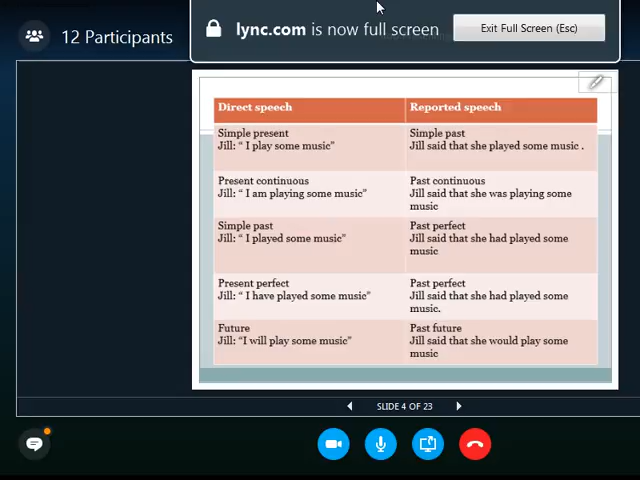 12 Participants
lync.com is now full screen
Exit Full Screen (Esc)
Direct speech
Reported speech
Simple present
Jill: “ I play some music”
Simple past
Jill said that she played some music .
Present continuous
Jill: “ I am playing some music”
Past continuous
Jill said that she was playing some
music
Simple past
Jill: “ I played some music”
Past perfect
Jill said that she had played some
music
Present perfect
Jill: “ I have played some music”
Past perfect
Jill said that she had played some
music.
Future
Jill: “I will play some music”
Past future
Jill said that she would play some
music
SLIDE 4 OF 23